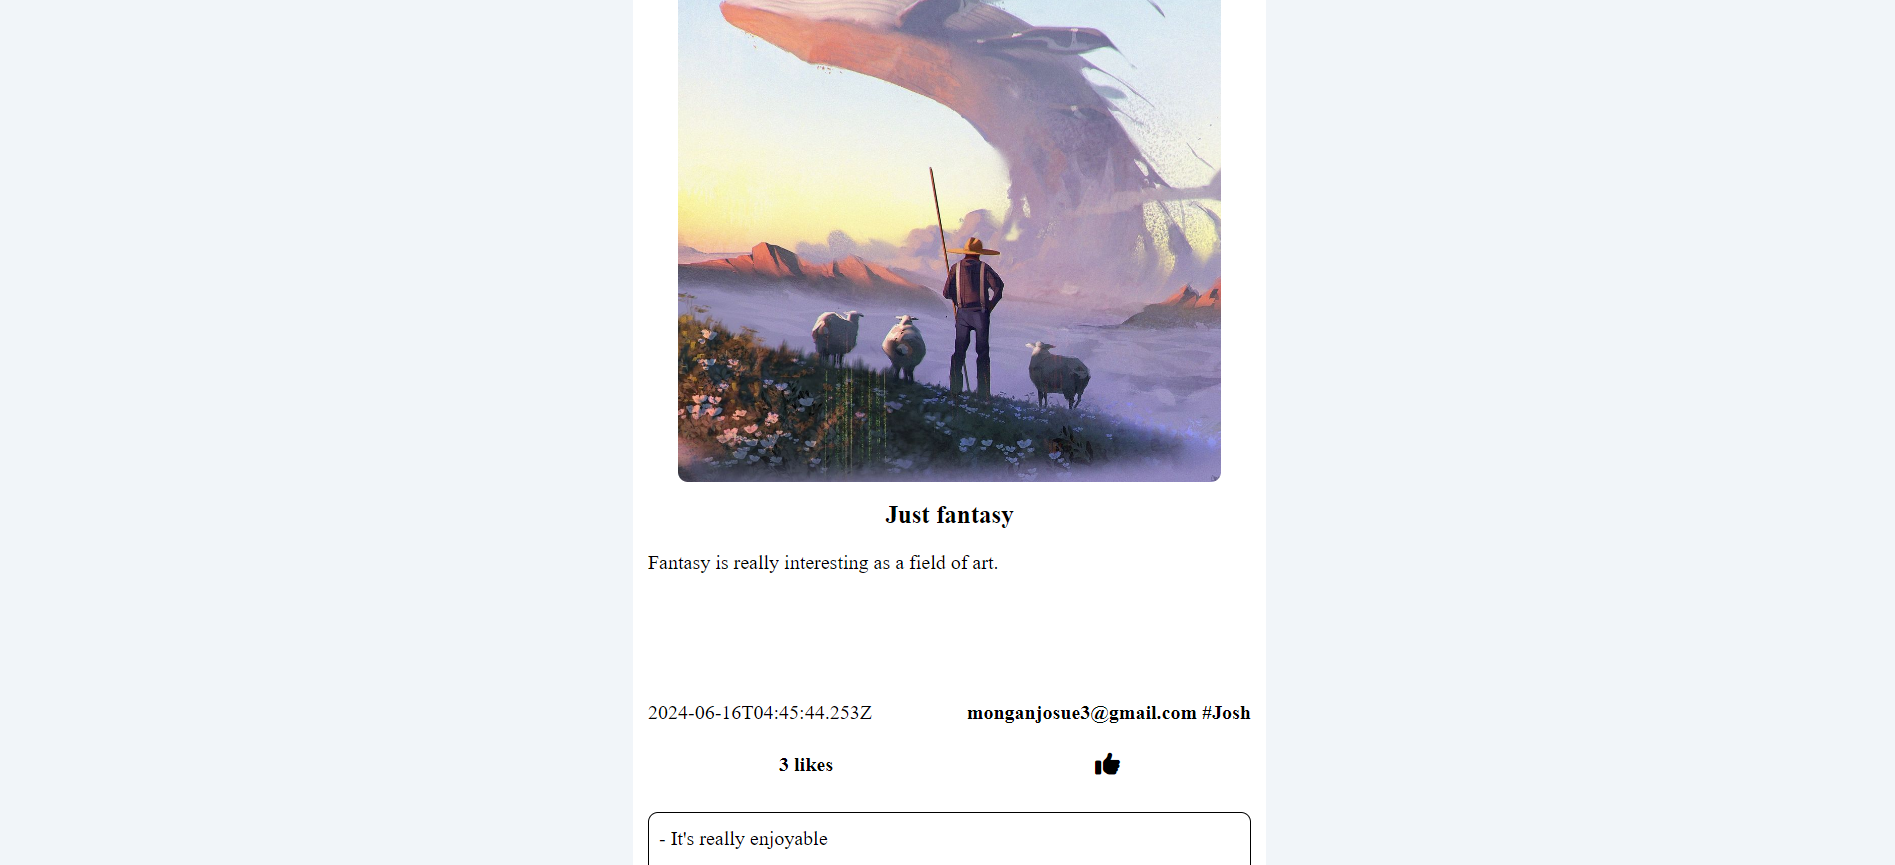 Just fantasy
Fantasy is really interesting as a field of art.
2024-06-16T04:45:44.253Z
monganjosue3@gmail.com #Josh
3 likes
- It's really enjoyable